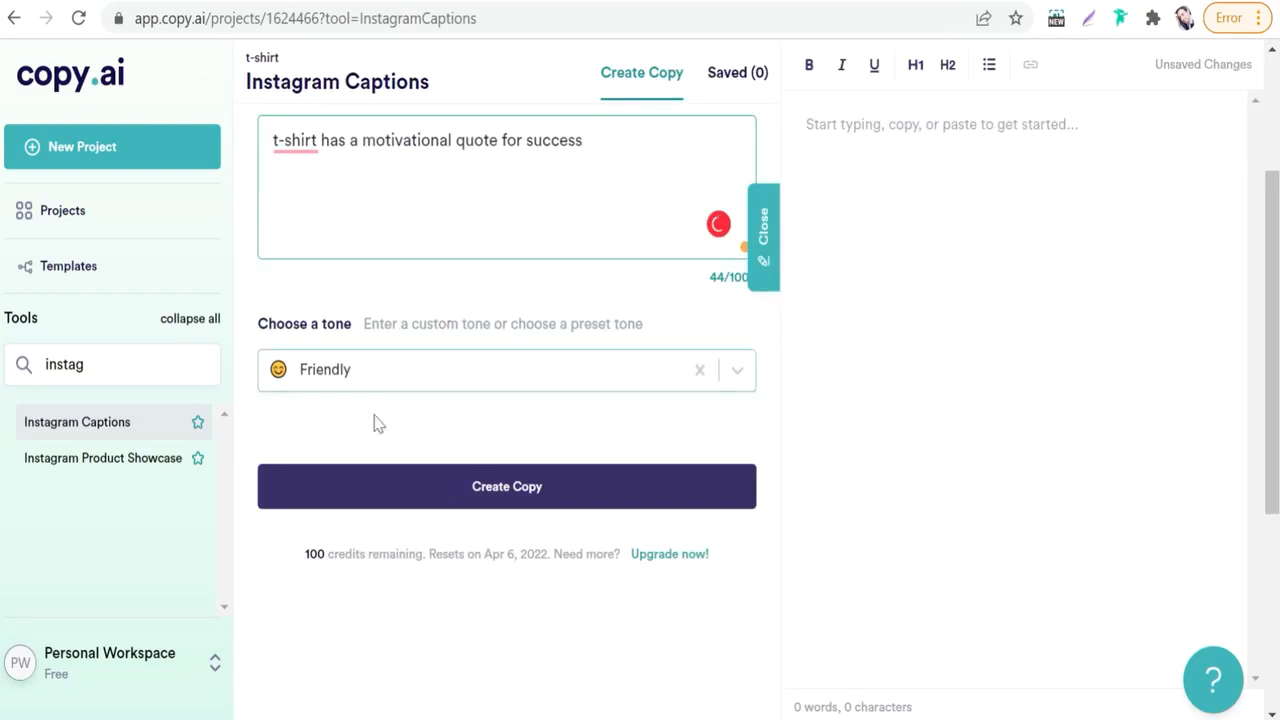 app.copy.ai/projects/1624466?tool=InstagramCaptions
NEW
Error
copy.ai
New Project
Projects
Templates
Tools
collapse all
instag
Instagram Captions
Instagram Product Showcase
PW
Personal Workspace
Free
t-shirt
Instagram Captions
Create Copy
Saved (0)
t-shirt has a motivational quote for success
44/100
Close
Choose a tone
Enter a custom tone or choose a preset tone
Friendly
Create Copy
100 credits remaining. Resets on Apr 6, 2022. Need more? Upgrade now!
B I U H1 H2
Unsaved Changes
Start typing, copy, or paste to get started...
0 words, 0 characters
?